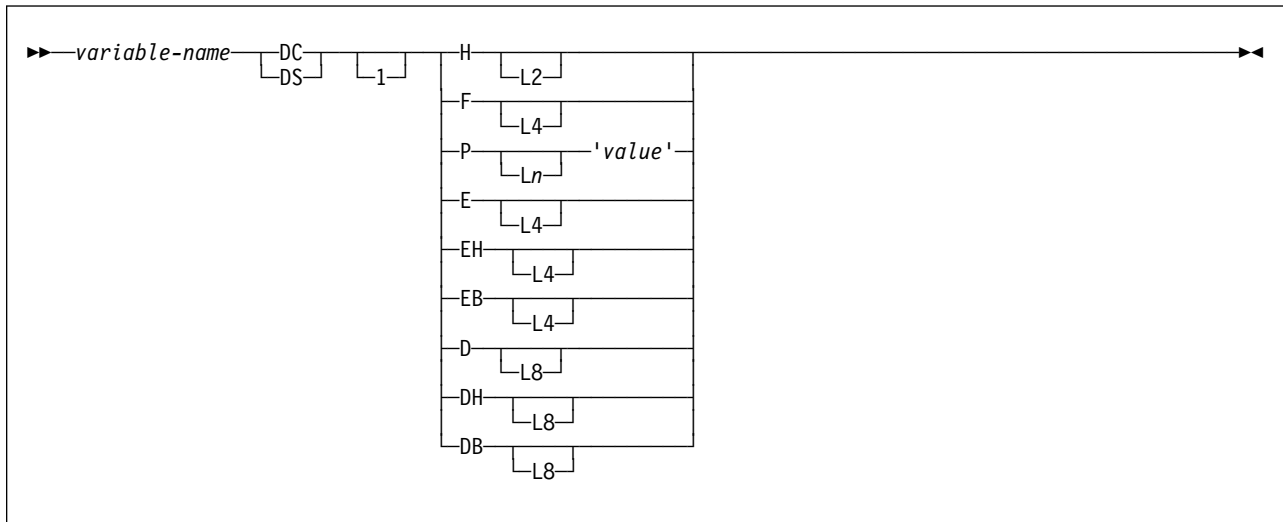 ►►──variable-name──DC──H──►◄
DS 1 L2
F
L4
P 'value'
Ln
E
L4
EH
L4
EB
L4
D
L8
DH
L8
DB
L8